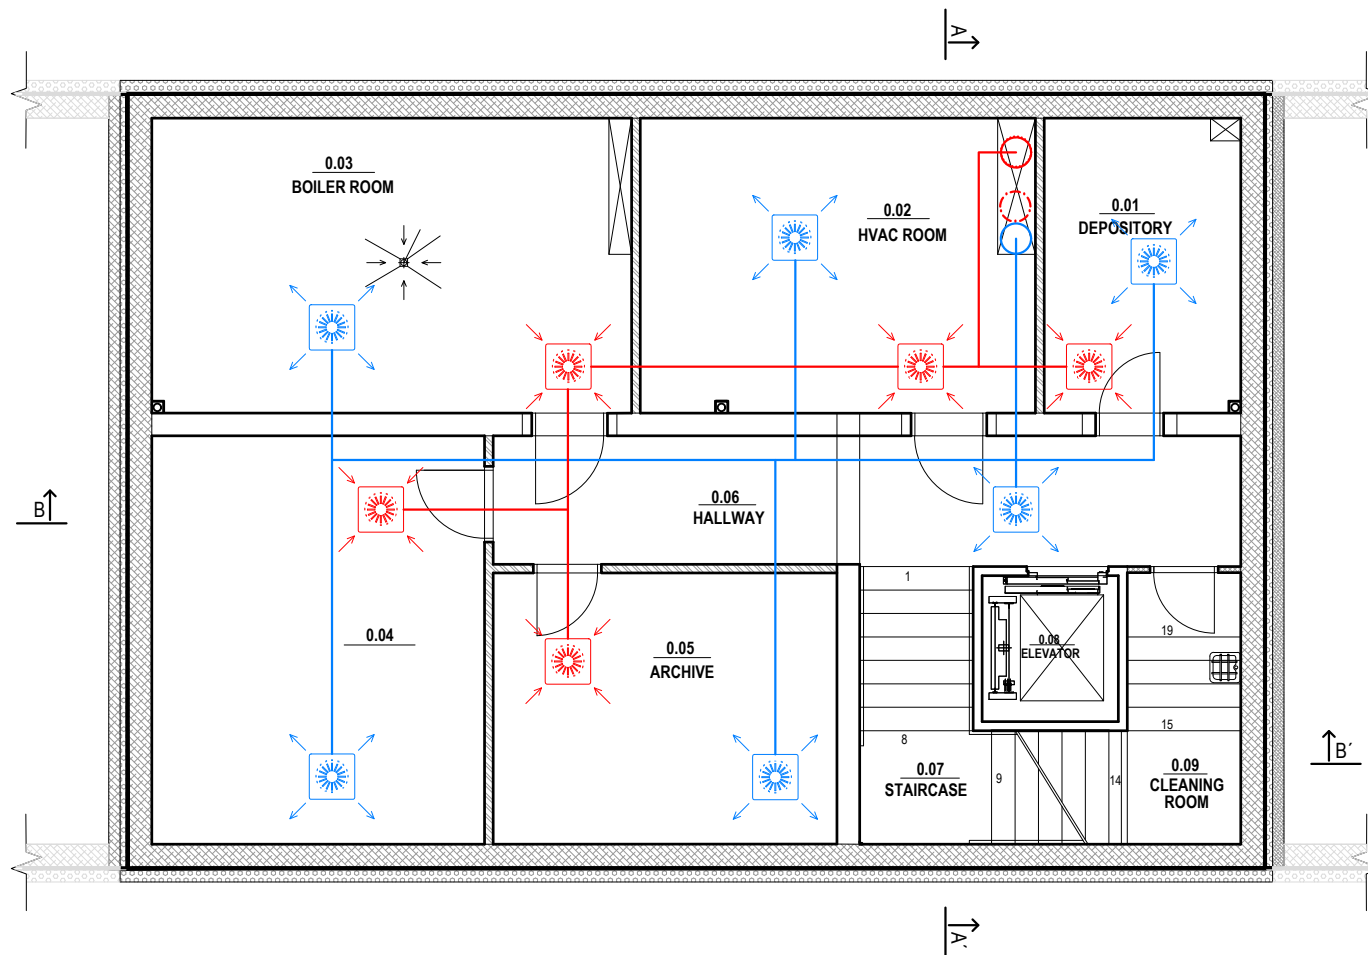 A
0.03
BOILER ROOM
0.02
HVAC ROOM
0.01
DEPOSITORY
B
0.06
HALLWAY
1
0.04
0.05
ARCHIVE
0.08
ELEVATOR
19
8
15
0.07
STAIRCASE
9
14
0.09
CLEANING
ROOM
B´
A´